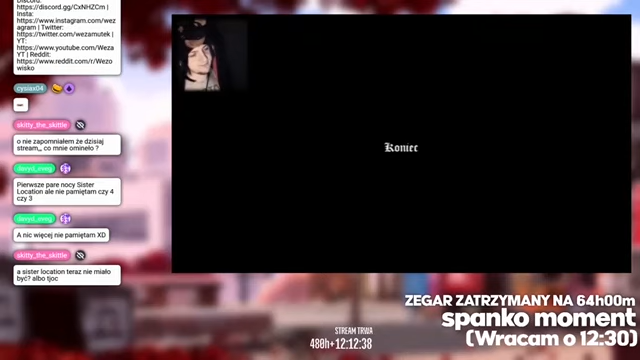 Discord:
https://discord.gg/CxNHZCm |
Insta:
https://www.instagram.com/wez
agram | Twitter:
https://twitter.com/wezamutek |
YT:
https://www.youtube.com/Weza
YT | Reddit:
https://www.reddit.com/r/Wezo
wisko
cysiax04
skitty_the_skittle
o nie zapomniałem że dzisiaj
stream,,, co mnie omineło ?
Pierwsze pare nocy Sister
Location ale nie pamiętam czy 4
czy 3
A nic więcej nie pamiętam XD
skitty_the_skittle
a sister location teraz nie miało
być? albo tjoc
Koniec
ZEGAR ZATRZYMANY NA 64h00m
spanko moment
(Wracam o 12:30)
STREAM TRWA
480h+12:12:38